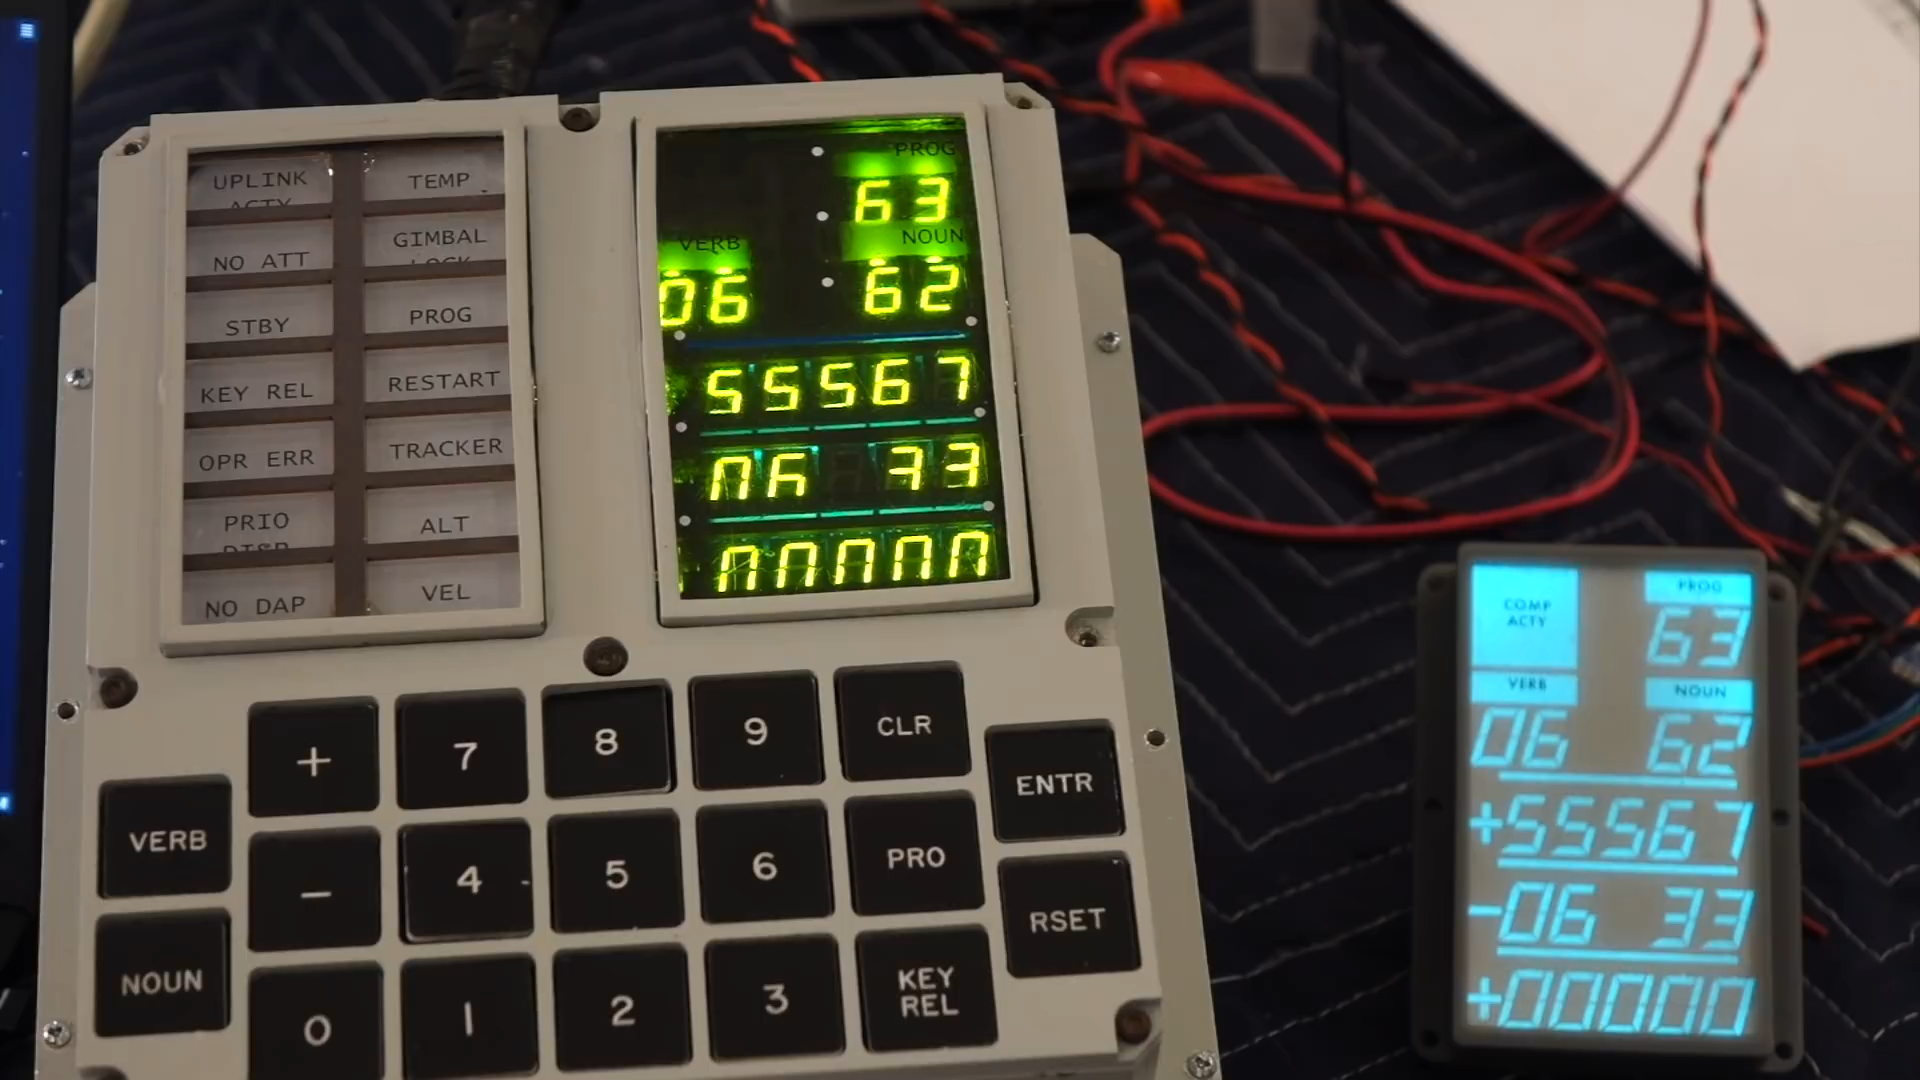 UPLINK
ACTY
TEMP
NO ATT
GIMBAL
LOCK
STBY
PROG
KEY REL
RESTART
OPR ERR
TRACKER
PRIO
DISP
ALT
NO DAP
VEL
PROG
63
VERB
NOUN
06
62
55567
06 33
00000
VERB
NOUN
+
7
8
9
CLR
-
4
5
6
PRO
0
1
2
3
KEY
REL
ENTR
RSET
COMP
ACTY
PROG
63
VERB
NOUN
06
62
+55567
-06 33
+00000